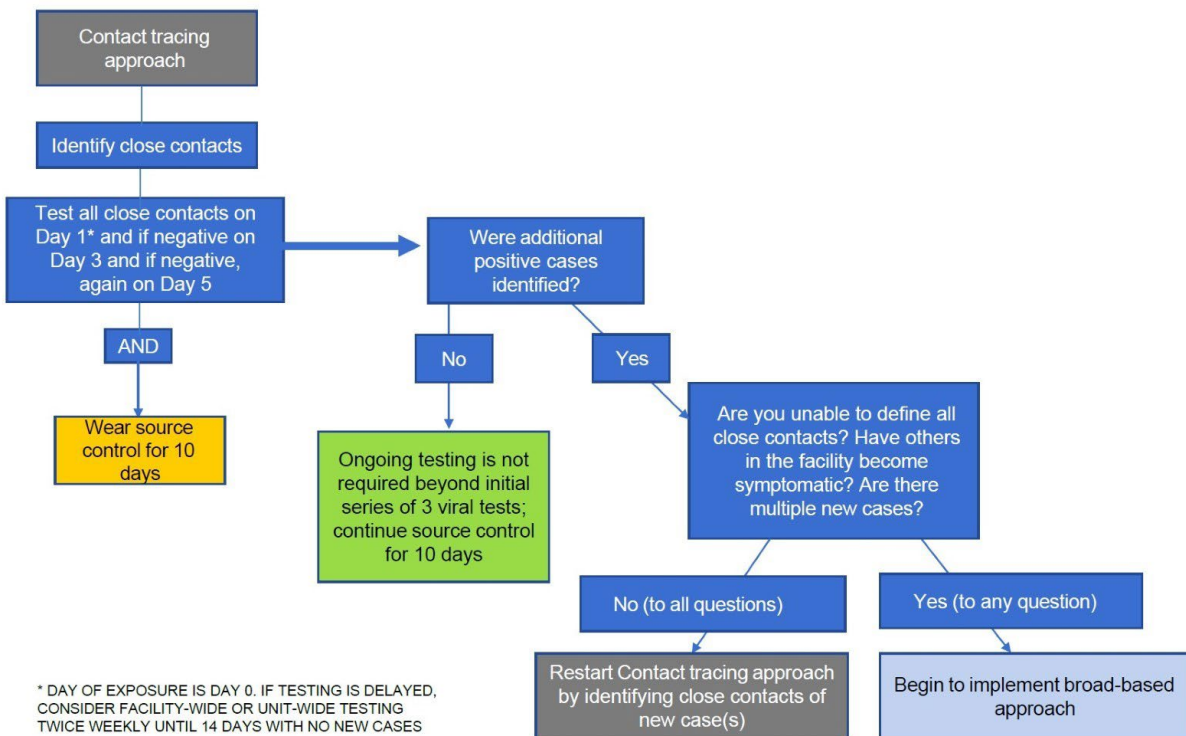 Contact tracing
approach
Identify close contacts
Test all close contacts on
Day 1* and if negative on
Day 3 and if negative,
again on Day 5
AND
Wear source
control for 10
days
Were additional
positive cases
identified?
No
Yes
Ongoing testing is not
required beyond initial
series of 3 viral tests;
continue source control
for 10 days
Are you unable to define all
close contacts? Have others
in the facility become
symptomatic? Are there
multiple new cases?
No (to all questions)
Yes (to any question)
Restart Contact tracing approach
by identifying close contacts of
new case(s)
Begin to implement broad-based
approach
* DAY OF EXPOSURE IS DAY 0. IF TESTING IS DELAYED,
CONSIDER FACILITY-WIDE OR UNIT-WIDE TESTING
TWICE WEEKLY UNTIL 14 DAYS WITH NO NEW CASES